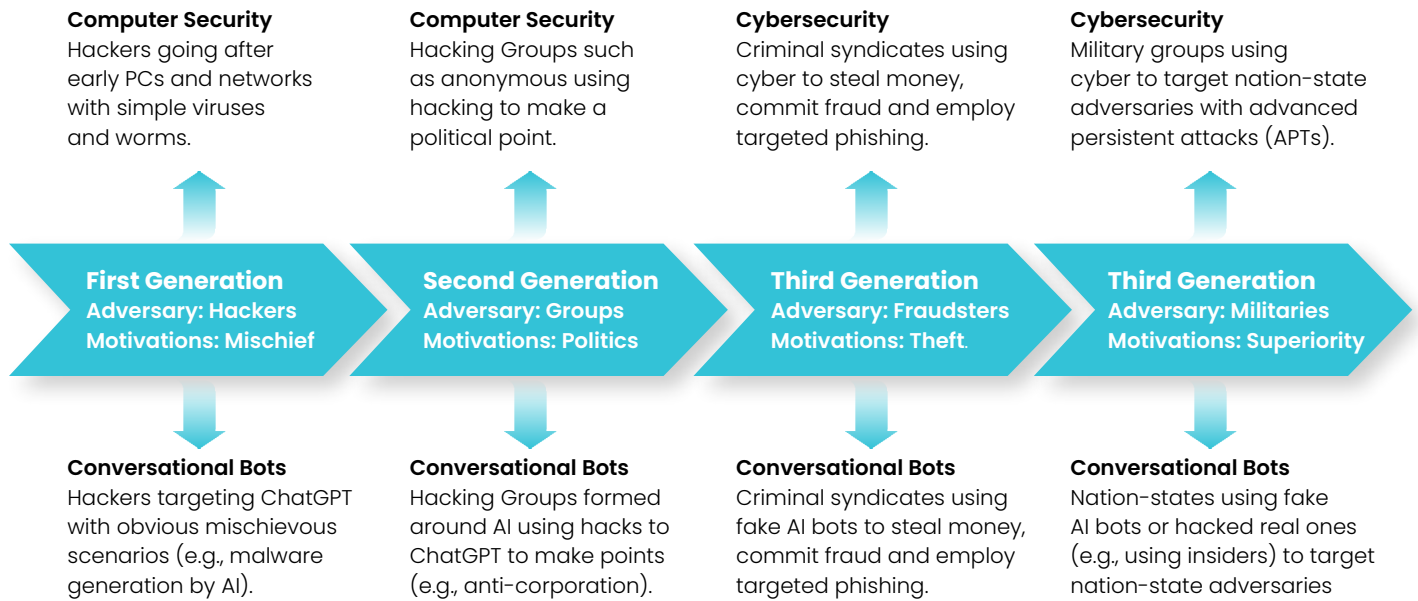 Computer Security
Hackers going after
early PCs and networks
with simple viruses
and worms.
Computer Security
Hacking Groups such
as anonymous using
hacking to make a
political point.
Cybersecurity
Criminal syndicates using
cyber to steal money,
commit fraud and employ
targeted phishing.
Cybersecurity
Military groups using
cyber to target nation-state
adversaries with advanced
persistent attacks (APTs).
First Generation
Adversary: Hackers
Motivations: Mischief
Second Generation
Adversary: Groups
Motivations: Politics
Third Generation
Adversary: Fraudsters
Motivations: Theft.
Third Generation
Adversary: Militaries
Motivations: Superiority
Conversational Bots
Hackers targeting ChatGPT
with obvious mischievous
scenarios (e.g., malware
generation by AI).
Conversational Bots
Hacking Groups formed
around AI using hacks to
ChatGPT to make points
(e.g., anti-corporation).
Conversational Bots
Criminal syndicates using
fake AI bots to steal money,
commit fraud and employ
targeted phishing.
Conversational Bots
Nation-states using fake
AI bots or hacked real ones
(e.g., using insiders) to target
nation-state adversaries